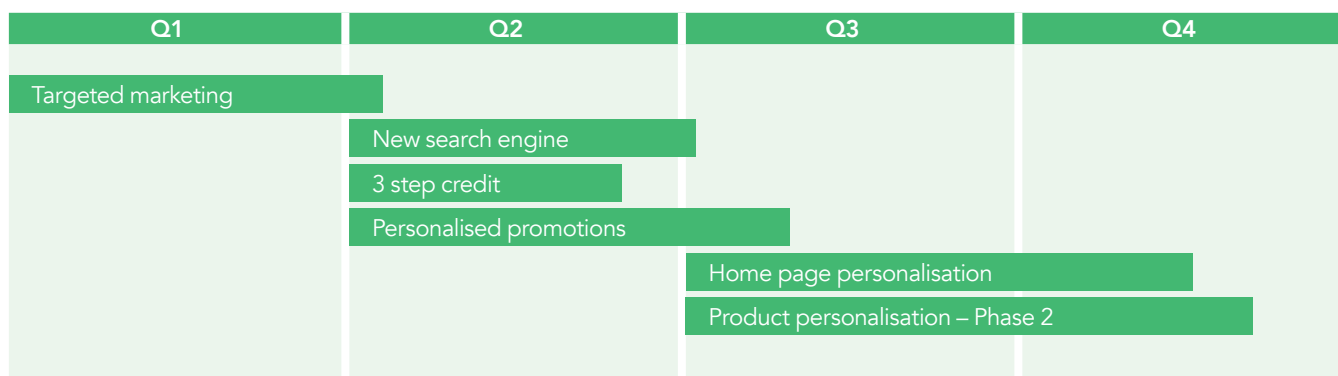 Q1 Q2 Q3 Q4
Targeted marketing
New search engine
3 step credit
Personalised promotions
Home page personalisation
Product personalisation – Phase 2